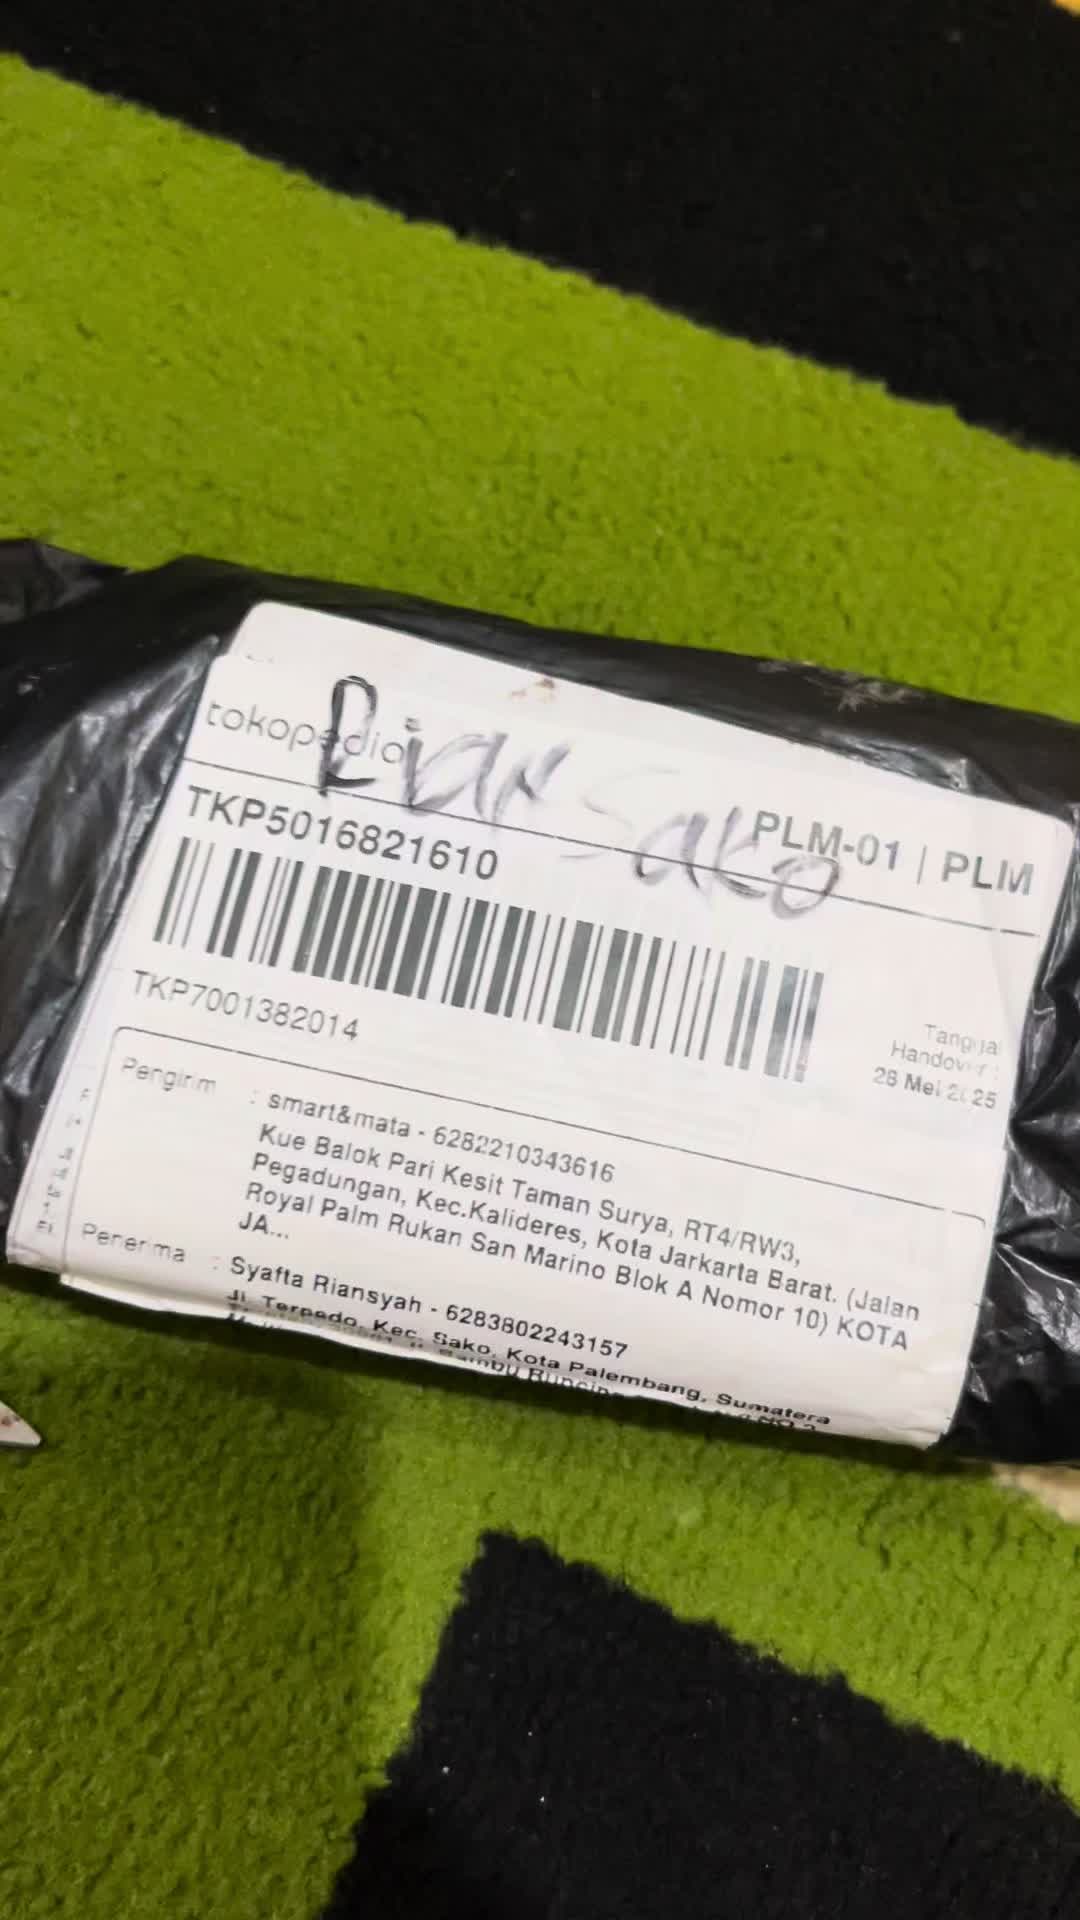 tokopedia
Rian Sako
TKP5016821610
PLM-01 | PLM
TKP7001382014
Tanggal
Handover :
28 Mei 2025
Pengirim : smart&mata - 6282210343616
Kue Balok Pari Kesit Taman Surya, RT4/RW3,
Pegadungan, Kec.Kalideres, Kota Jarkarta Barat. (Jalan
Royal Palm Rukan San Marino Blok A Nomor 10) KOTA
JA...
Penerima : Syafta Riansyah - 6283802243157
Jl. Terpedo, Kec. Sako, Kota Palembang, Sumatera
Bambu Runcing